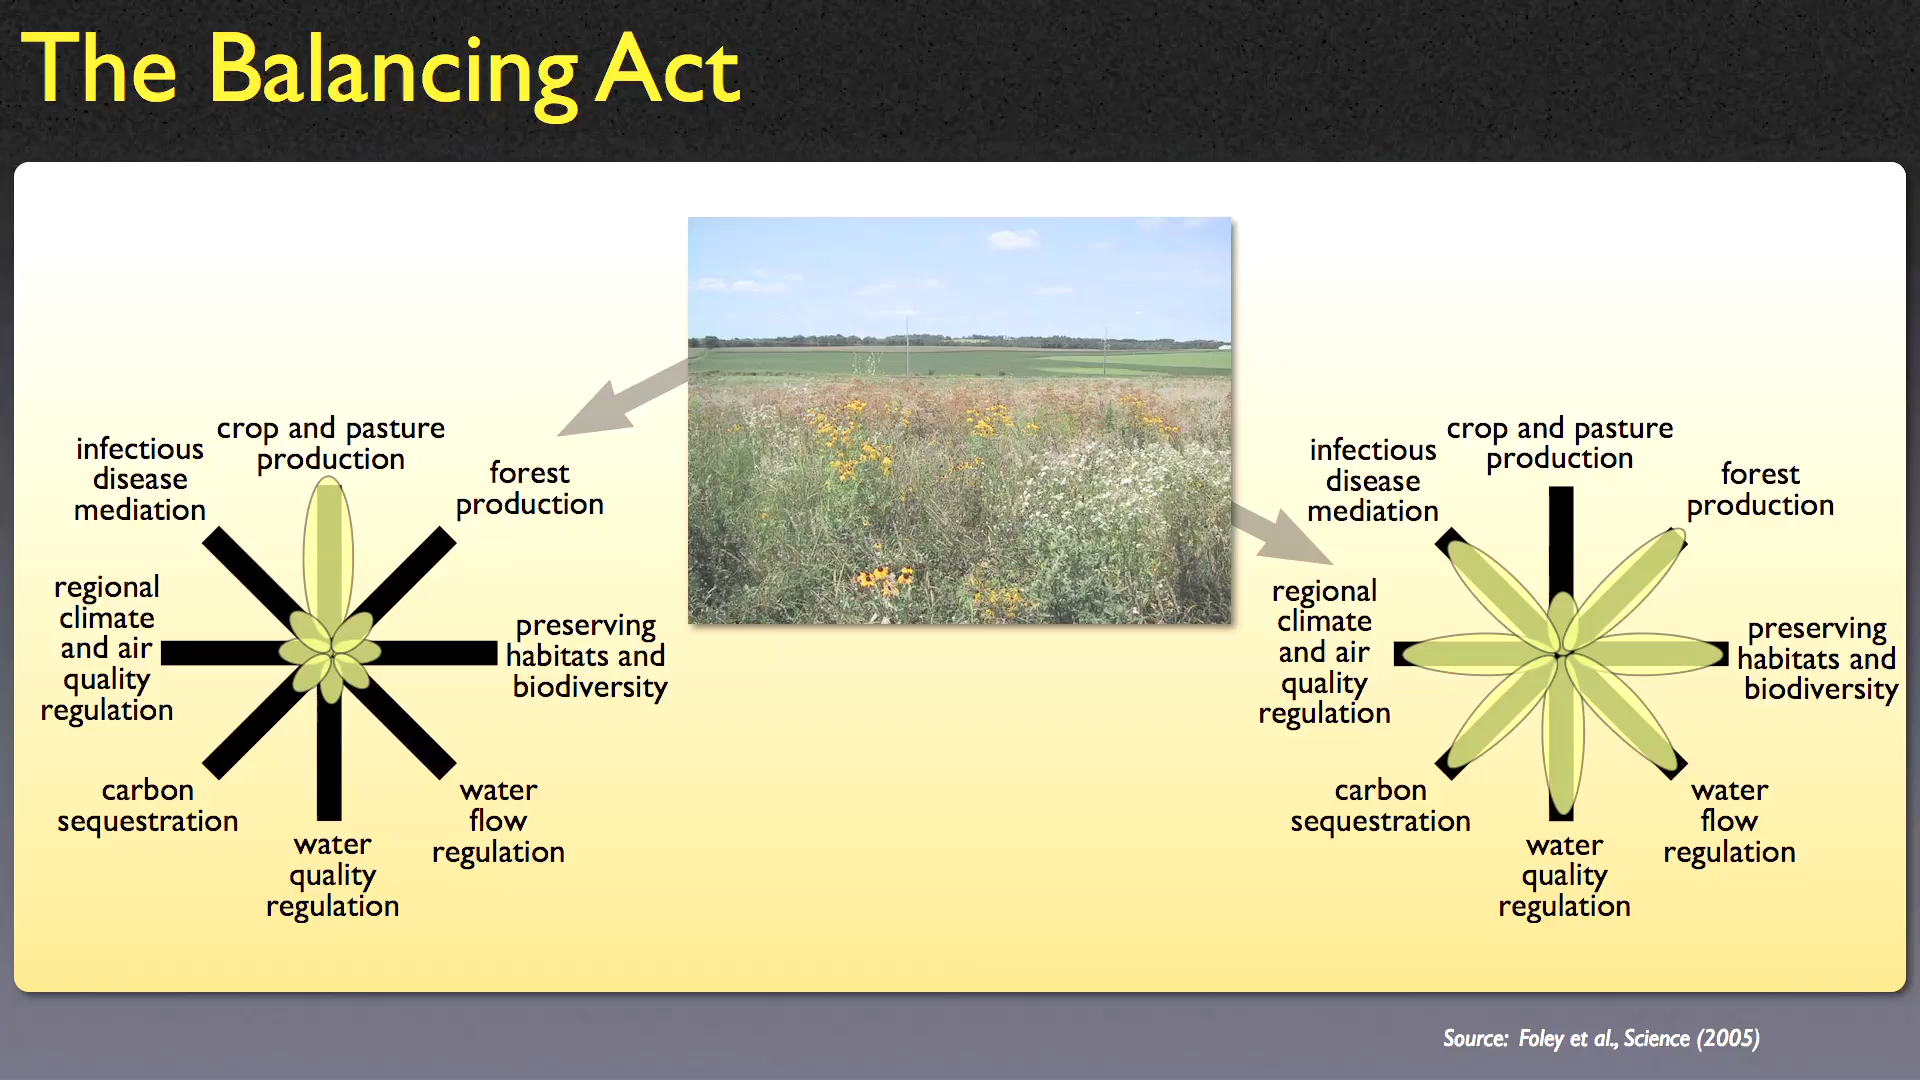 The Balancing Act
crop and pasture
production
infectious
disease
mediation
forest
production
regional
climate
and air
quality
regulation
preserving
habitats and
biodiversity
carbon
sequestration
water
flow
regulation
water
quality
regulation
crop and pasture
production
infectious
disease
mediation
forest
production
regional
climate
and air
quality
regulation
preserving
habitats and
biodiversity
carbon
sequestration
water
flow
regulation
water
quality
regulation
Source: Foley et al., Science (2005)